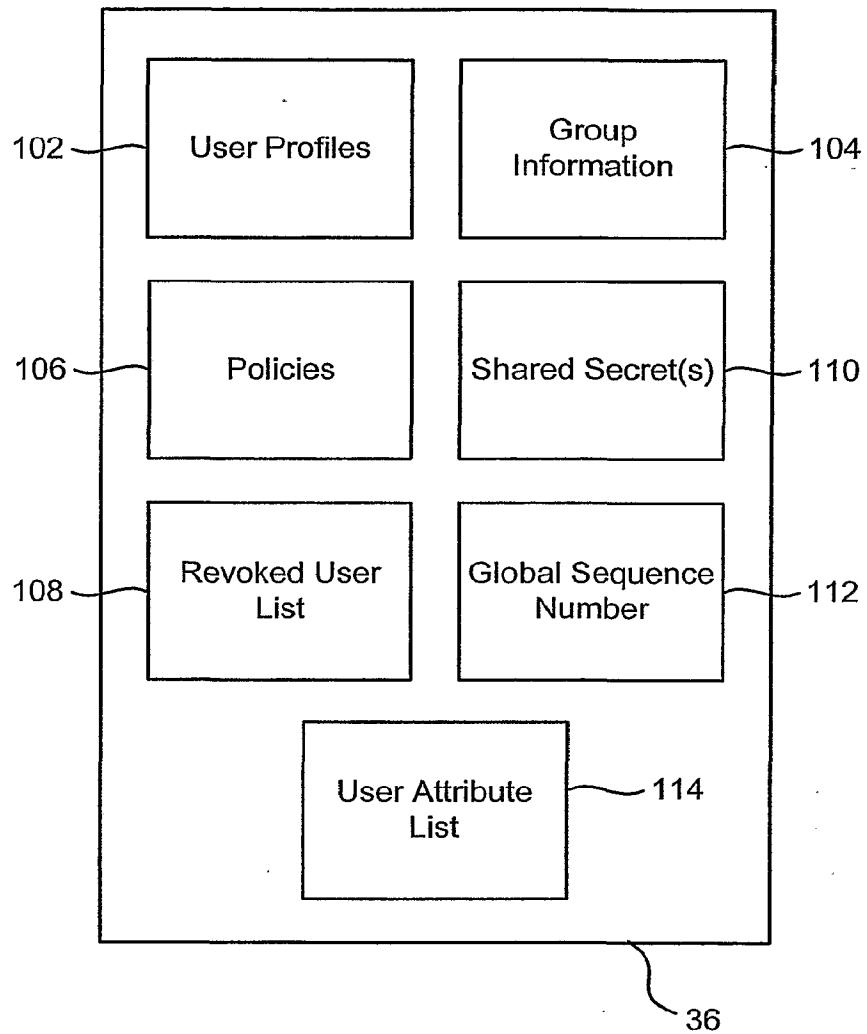 102
User Profiles
Group
Information
104
106
Policies
Shared Secret(s)
110
108
Revoked User
List
Global Sequence
Number
112
User Attribute
List
114
36